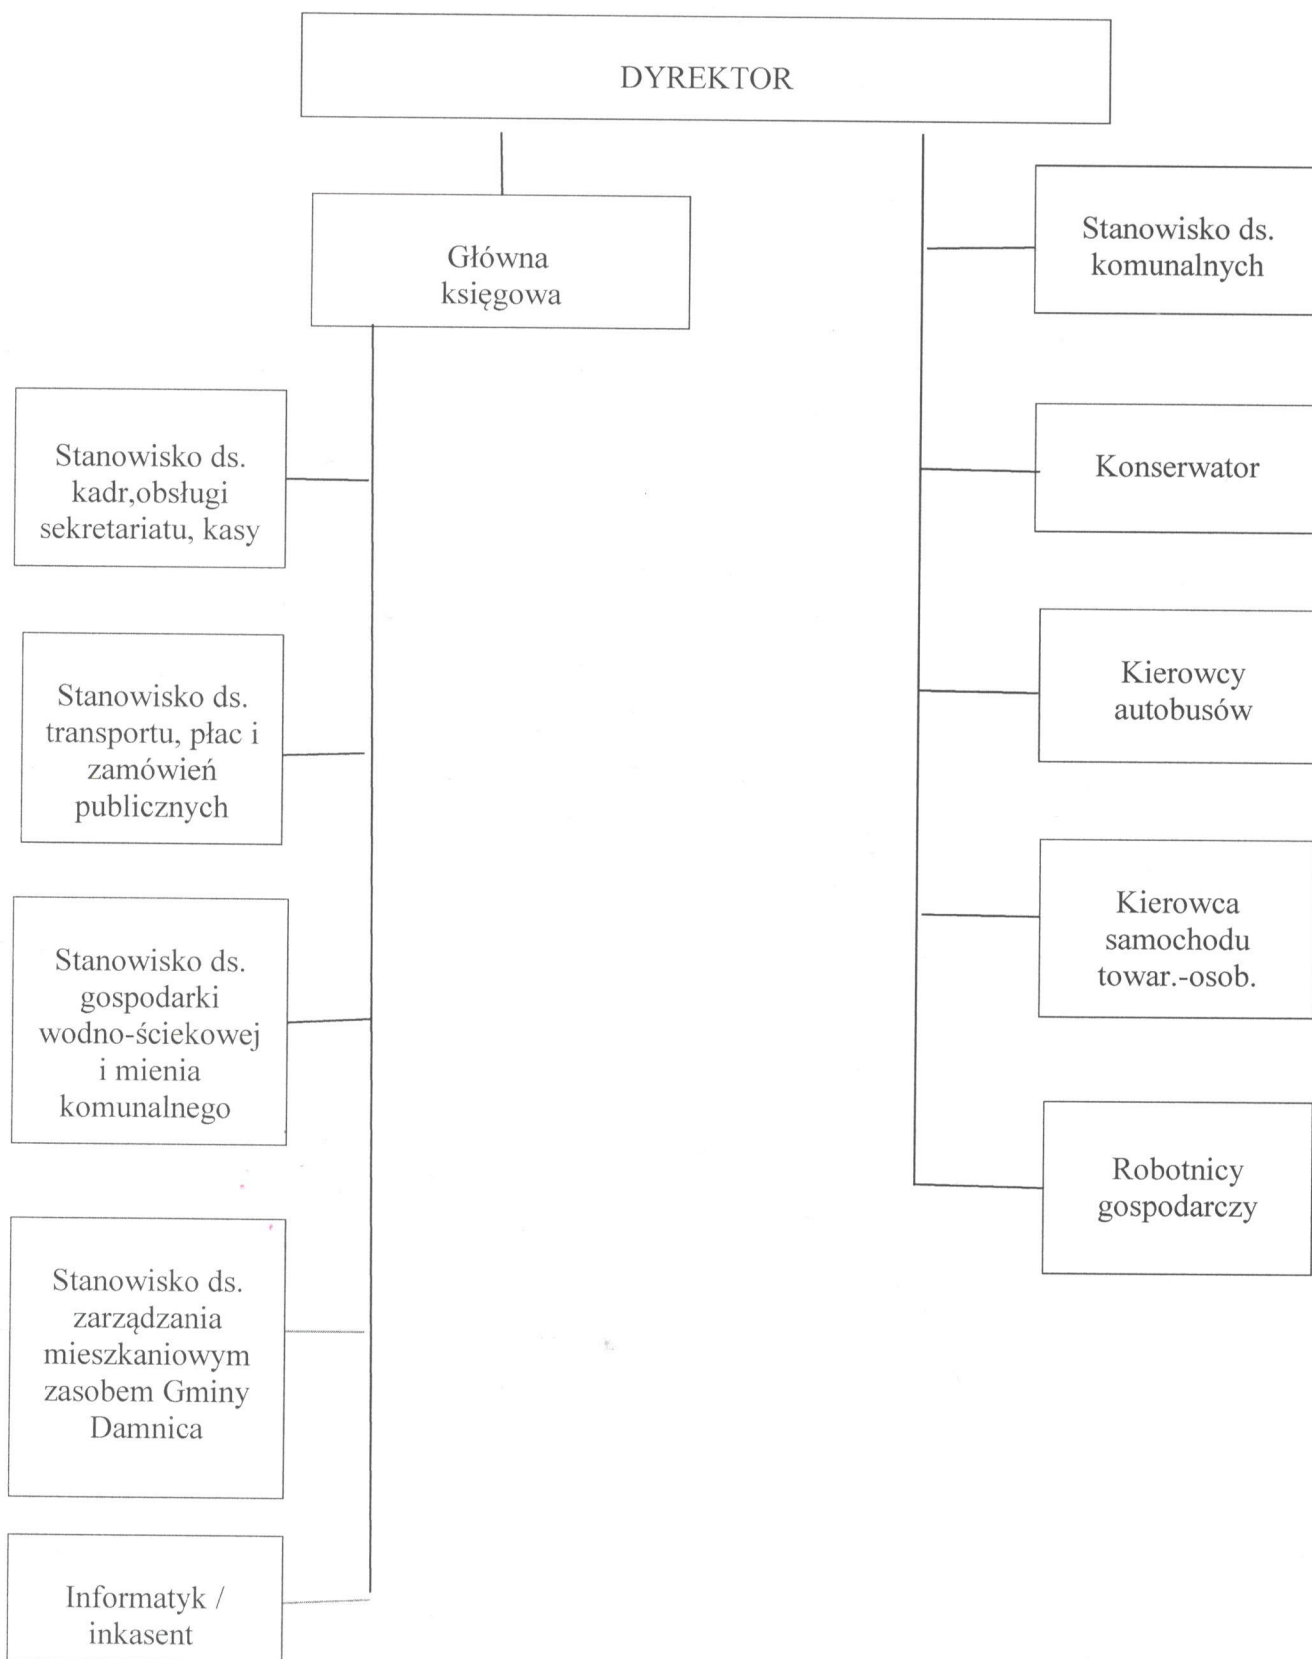 DYREKTOR
Główna
księgowa
Stanowisko ds.
kadr,obsługi
sekretariatu, kasy
Stanowisko ds.
transportu, płac i
zamówień
publicznych
Stanowisko ds.
gospodarki
wodno-ściekowej
i mienia
komunalnego
Stanowisko ds.
zarządzania
mieszkaniowym
zasobem Gminy
Damnica
Informatyk /
inkasent
Stanowisko ds.
komunalnych
Konserwator
Kierowcy
autobusów
Kierowca
samochodu
towar.-osob.
Robotnicy
gospodarczy